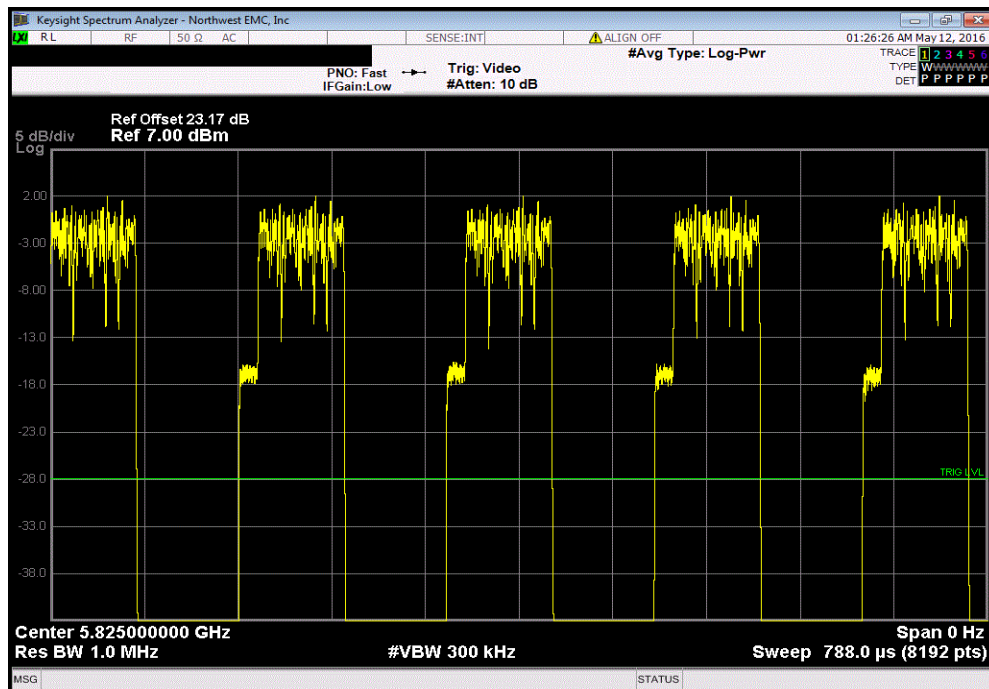 Keysight Spectrum Analyzer - Northwest EMC, Inc
LXI RL RF 50 Ω AC SENSE:INT ALIGN OFF 01:26:26 AM May 12, 2016
#Avg Type: Log-Pwr TRACE 1 2 3 4 5 6
PNO: Fast Trig: Video TYPE WWWWWW
IFGain:Low #Atten: 10 dB DET P P P P P P
Ref Offset 23.17 dB
5 dB/div Ref 7.00 dBm
Log
2.00
-3.00
-8.00
-13.0
-18.0
-23.0
TRIG LVL
-28.0
-33.0
-38.0
Center 5.825000000 GHz Span 0 Hz
Res BW 1.0 MHz #VBW 300 kHz Sweep 788.0 µs (8192 pts)
MSG STATUS